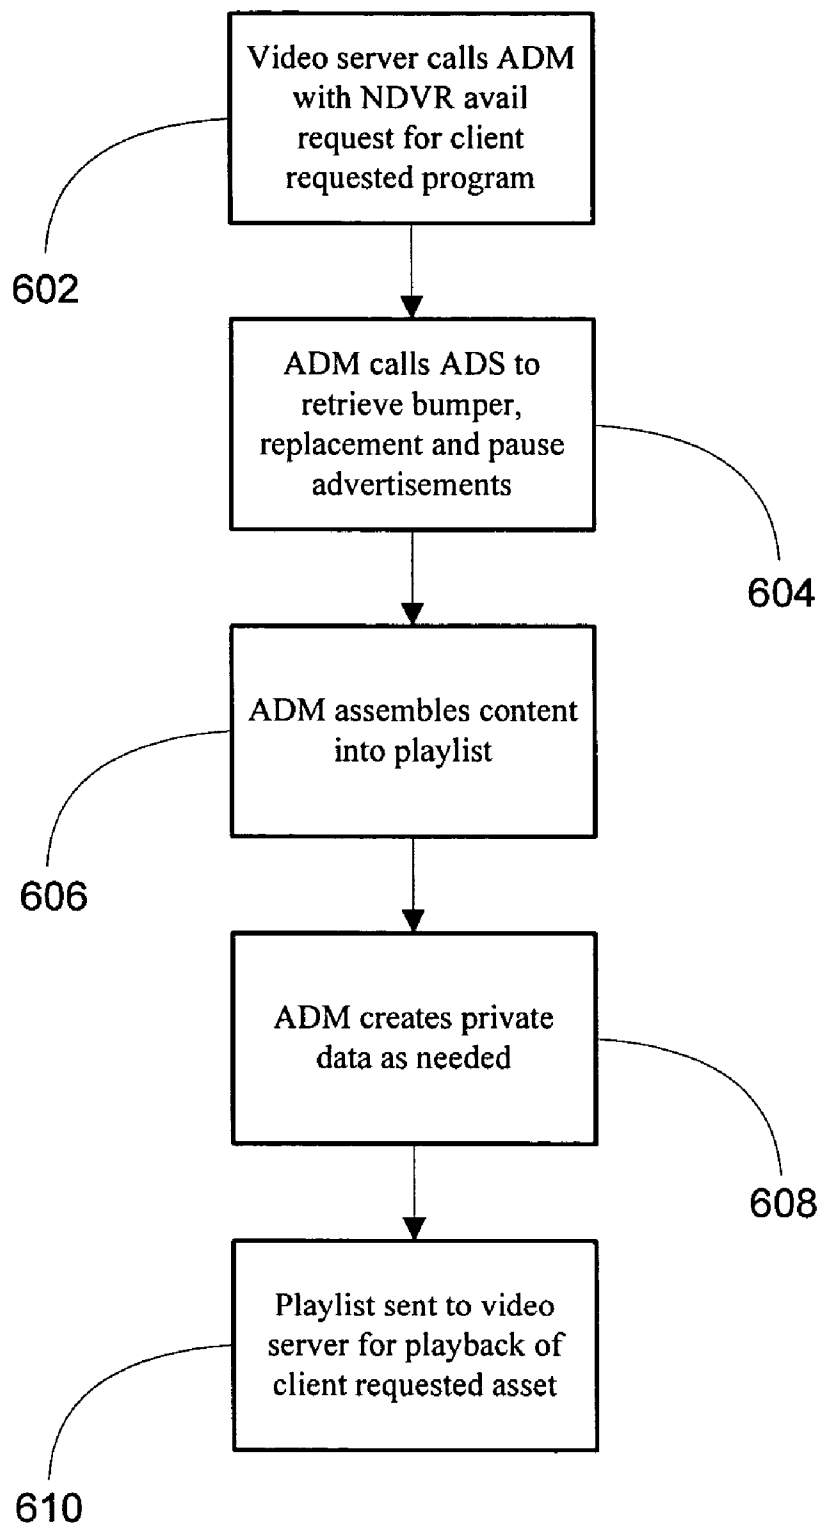 Video server calls ADM
with NDVR avail
request for client
requested program
602
ADM calls ADS to
retrieve bumper,
replacement and pause
advertisements
604
ADM assembles content
into playlist
606
ADM creates private
data as needed
608
Playlist sent to video
server for playback of
client requested asset
610